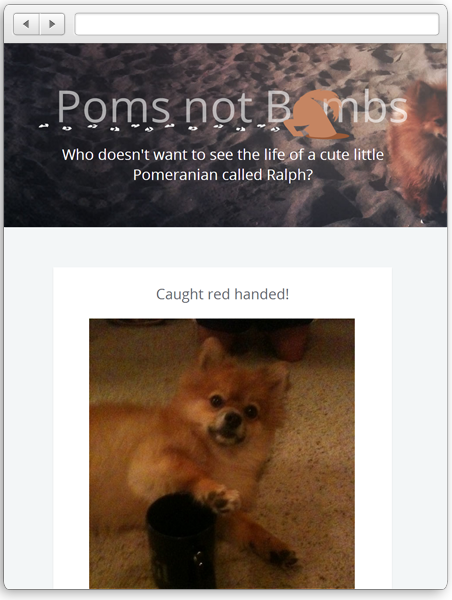 Poms not Bombs
Who doesn't want to see the life of a cute little
Pomeranian called Ralph?
Caught red handed!